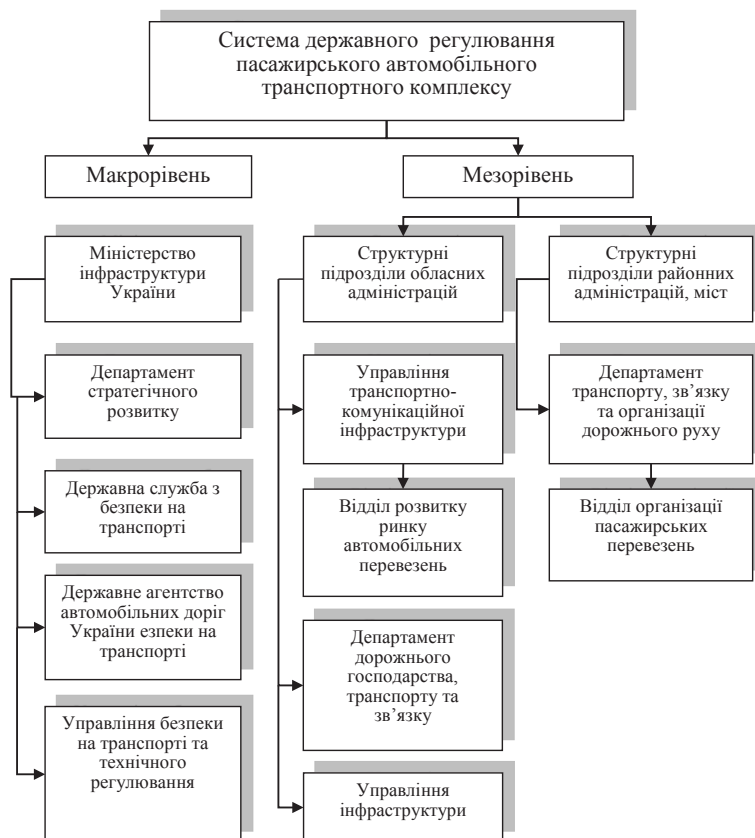 Система державного регулювання
пасажирського автомобільного
транспортного комплексу
Макрорівень
Мезорівень
Міністерство
інфраструктури
України
Департамент
стратегічного
розвитку
Державна служба з
безпеки на
транспорті
Державне агентство
автомобільних доріг
України езпеки на
транспорті
Управління безпеки
на транспорті та
технічного
регулювання
Структурні
підрозділи обласних
адміністрацій
Управління
транспортно-
комунікаційної
інфраструктури
Відділ розвитку
ринку
автомобільних
перевезень
Департамент
дорожнього
господарства,
транспорту та
зв’язку
Управління
інфраструктури
Структурні
підрозділи районних
адміністрацій, міст
Департамент
транспорту, зв’язку
та організації
дорожнього руху
Відділ організації
пасажирських
перевезень